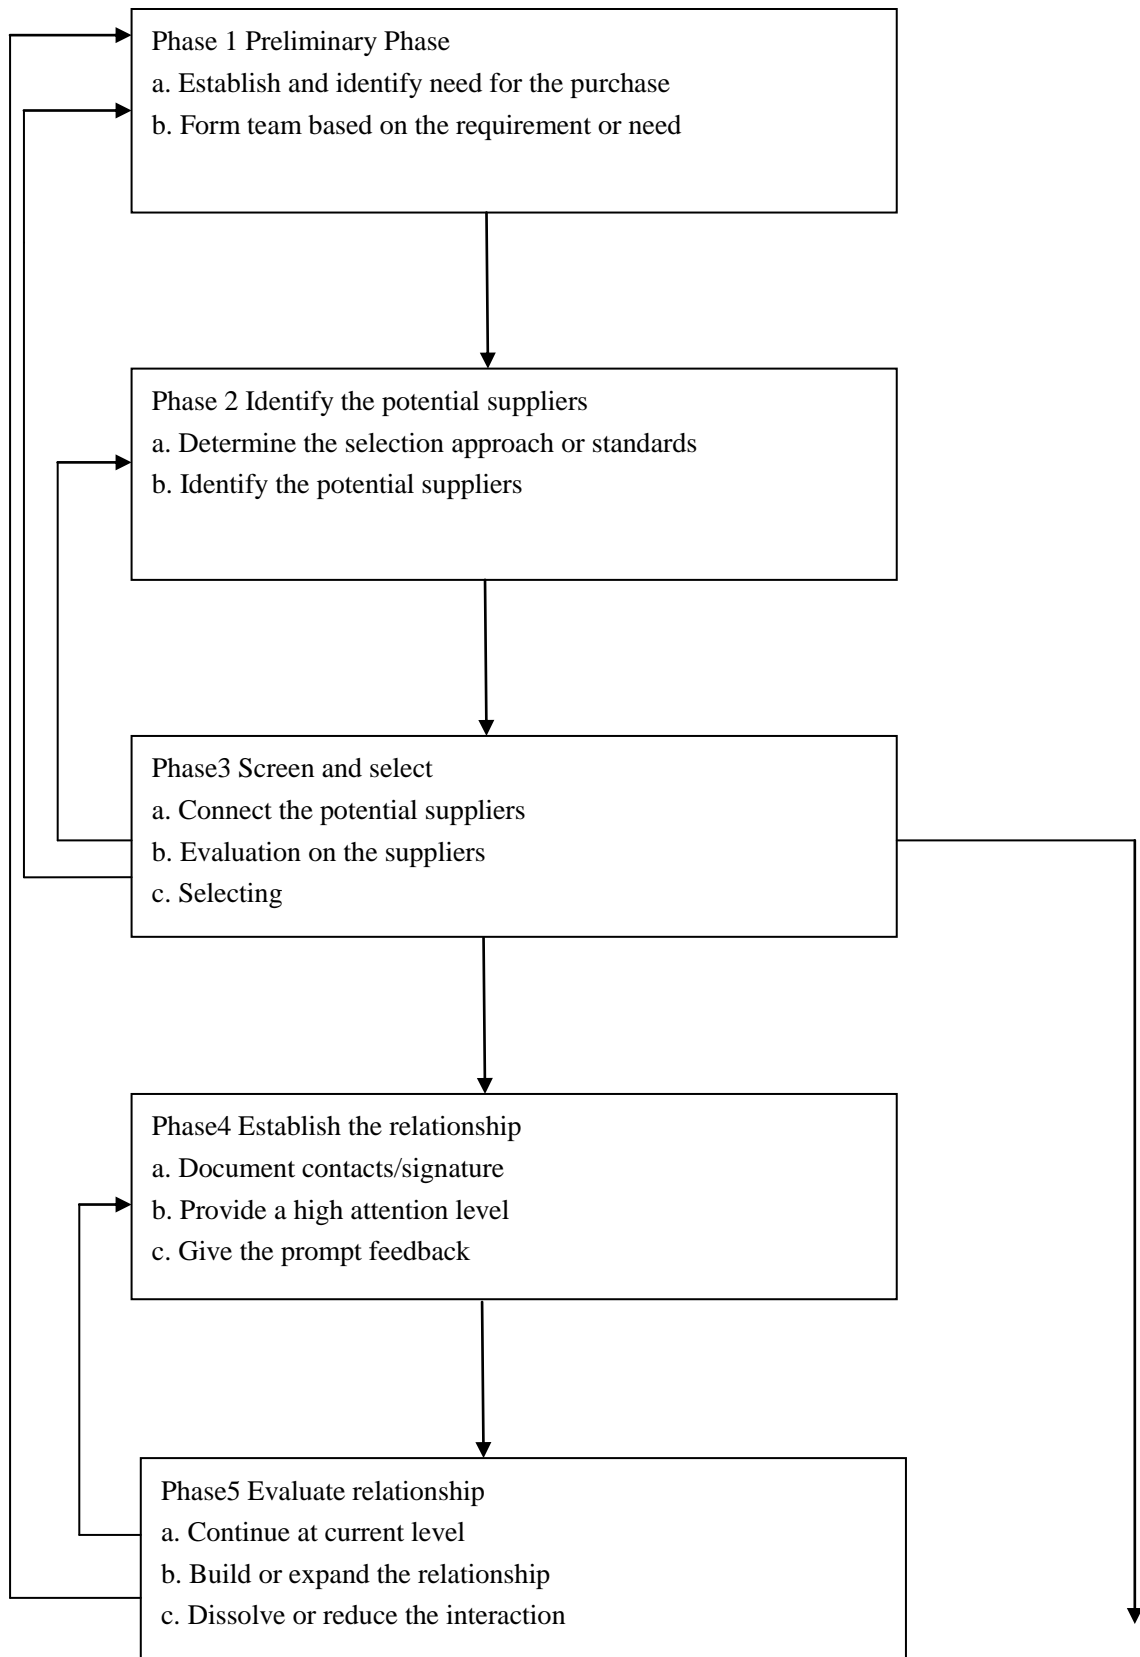 Phase 1 Preliminary Phase
a. Establish and identify need for the purchase
b. Form team based on the requirement or need
Phase 2 Identify the potential suppliers
a. Determine the selection approach or standards
b. Identify the potential suppliers
Phase3 Screen and select
a. Connect the potential suppliers
b. Evaluation on the suppliers
c. Selecting
Phase4 Establish the relationship
a. Document contacts/signature
b. Provide a high attention level
c. Give the prompt feedback
Phase5 Evaluate relationship
a. Continue at current level
b. Build or expand the relationship
c. Dissolve or reduce the interaction